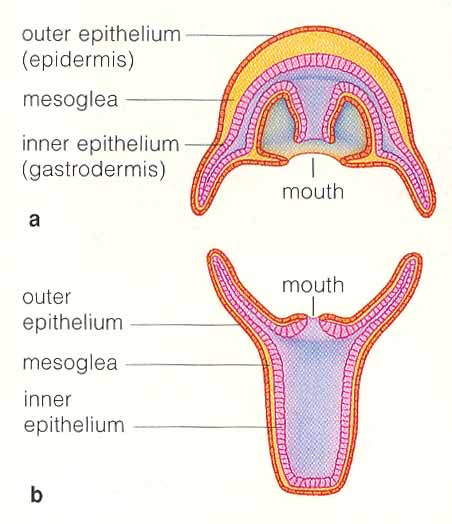 outer epithelium
(epidermis)
mesoglea
inner epithelium
(gastrodermis)
mouth
a
mouth
outer
epithelium
mesoglea
inner
epithelium
b